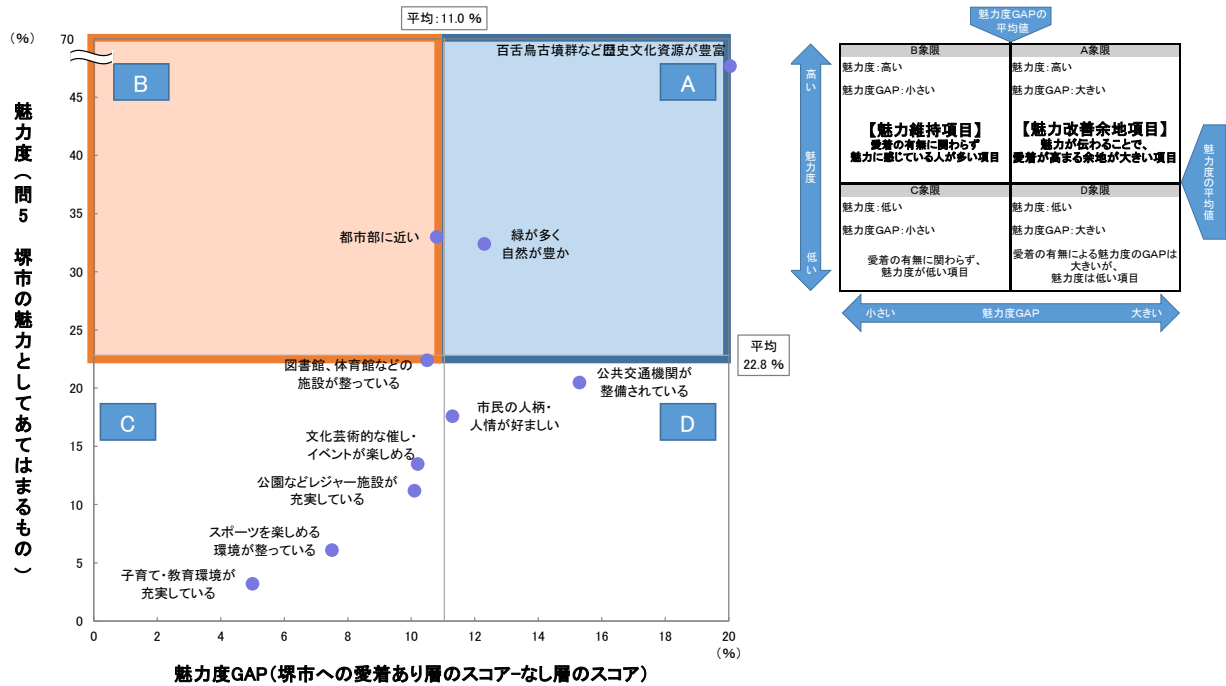 平均:11.0 %
(%)
70
45
40
35
30
25
20
15
10
5
0
魅力度(問5 堺市の魅力としてあてはまるもの)
B
A
百舌鳥古墳群など歴史文化資源が豊富
都市部に近い
緑が多く
自然が豊か
平均
22.8 %
図書館、体育館などの
施設が整っている
公共交通機関が
整備されている
市民の人柄・
人情が好ましい
C
D
文化芸術的な催し・
イベントが楽しめる
公園などレジャー施設が
充実している
スポーツを楽しめる
環境が整っている
子育て・教育環境が
充実している
0 2 4 6 8 10 12 14 16 18 20
(%)
魅力度GAP(堺市への愛着あり層のスコア-なし層のスコア)
魅力度GAPの
平均値
高い
魅力度
低い
B象限
魅力度:高い
魅力度GAP:小さい
【魅力維持項目】
愛着の有無に関わらず
魅力に感じている人が多い項目
A象限
魅力度:高い
魅力度GAP:大きい
【魅力改善余地項目】
魅力が伝わることで、
愛着が高まる余地が大きい項目
C象限
魅力度:低い
魅力度GAP:小さい
愛着の有無に関わらず、
魅力度が低い項目
D象限
魅力度:低い
魅力度GAP:大きい
愛着の有無による魅力度のGAPは
大きいが、
魅力度は低い項目
魅力度の平均値
小さい 魅力度GAP 大きい